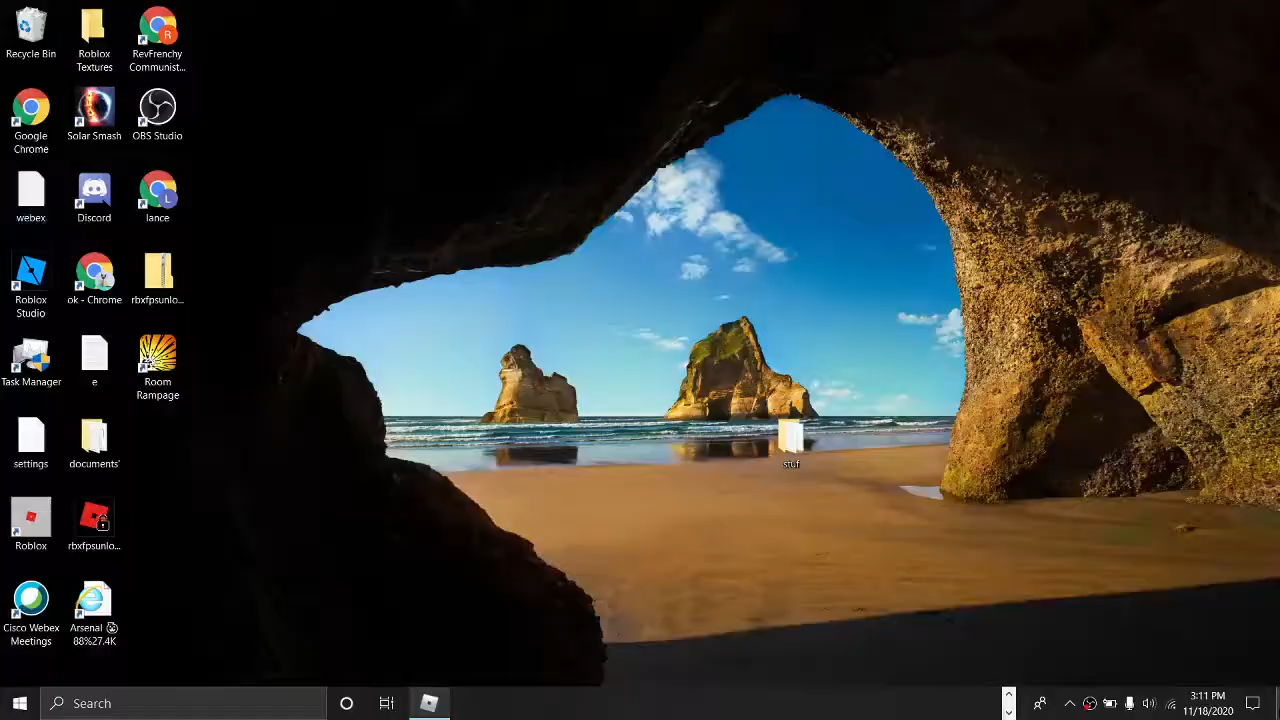 Recycle Bin
Roblox
Textures
R
RevFrenchy
Communist...
Google
Chrome
Solar Smash
OBS Studio
webex
Discord
L
lance
Roblox
Studio
ok - Chrome
rbxfpsunlo...
Task Manager
e
Room
Rampage
settings
documents'
stuf
Roblox
rbxfpsunlo...
Cisco Webex
Meetings
Arsenal 😱
88%27.4K
Search
3:11 PM
11/18/2020